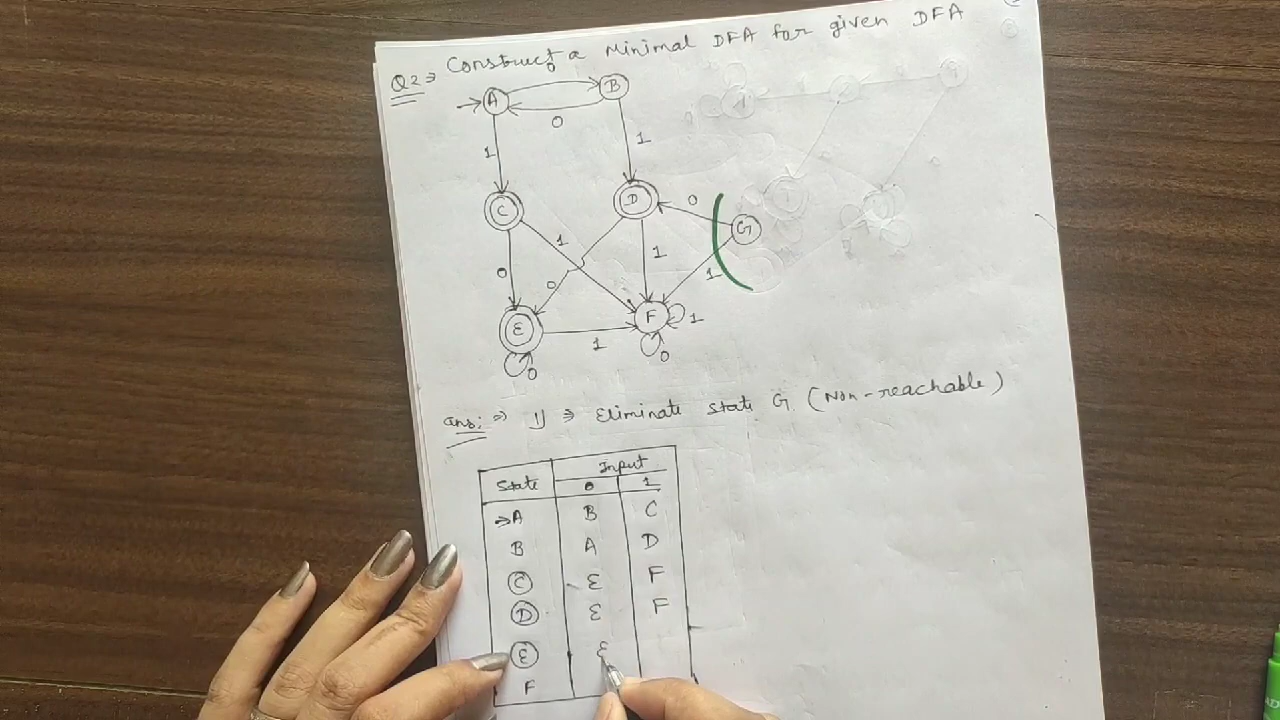 Q2 ⇒ Construct a Minimal DFA for given DFA
0
A B
0
1 1
C D 0 G
1 1 1
0 0
E F 1
1
0 0
ans: ⇒ 1) ⇒ Eliminate state G (Non-reachable)
State Input
0 1
→A B C
B A D
C E F
D E F
E E
F